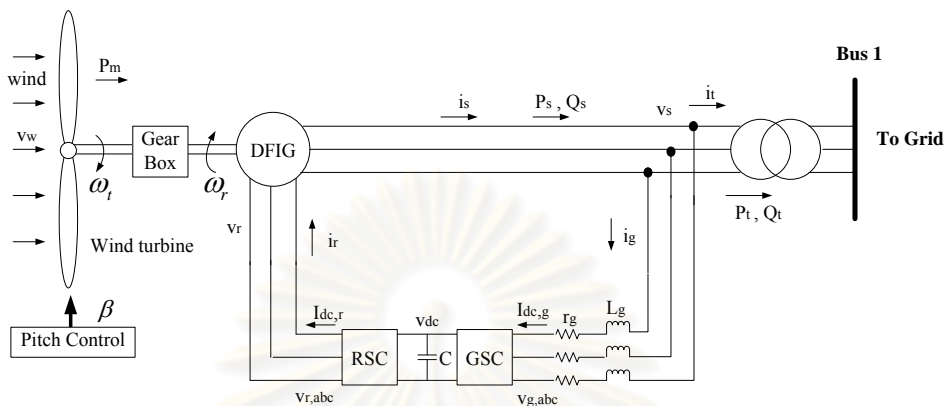 Bus 1
wind
Pm
is
Ps , Qs
vs
it
vw
Gear
Box
DFIG
To Grid
ωt
ωr
Pt , Qt
vr
ir
ig
Wind turbine
β
Pitch Control
Idc,r
vdc
Idc,g
rg
Lg
RSC
C
GSC
vr,abc
vg,abc